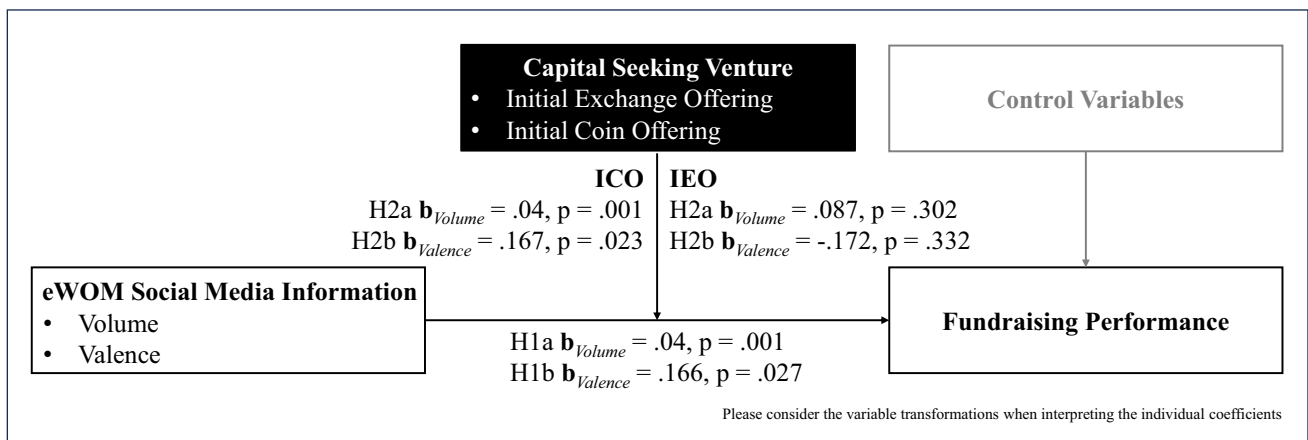 Capital Seeking Venture
• Initial Exchange Offering
• Initial Coin Offering
Control Variables
ICO
H2a b Volume = .04, p = .001
H2b b Valence = .167, p = .023
IEO
H2a b Volume = .087, p = .302
H2b b Valence = -.172, p = .332
eWOM Social Media Information
• Volume
• Valence
H1a b Volume = .04, p = .001
H1b b Valence = .166, p = .027
Fundraising Performance
Please consider the variable transformations when interpreting the individual coefficients